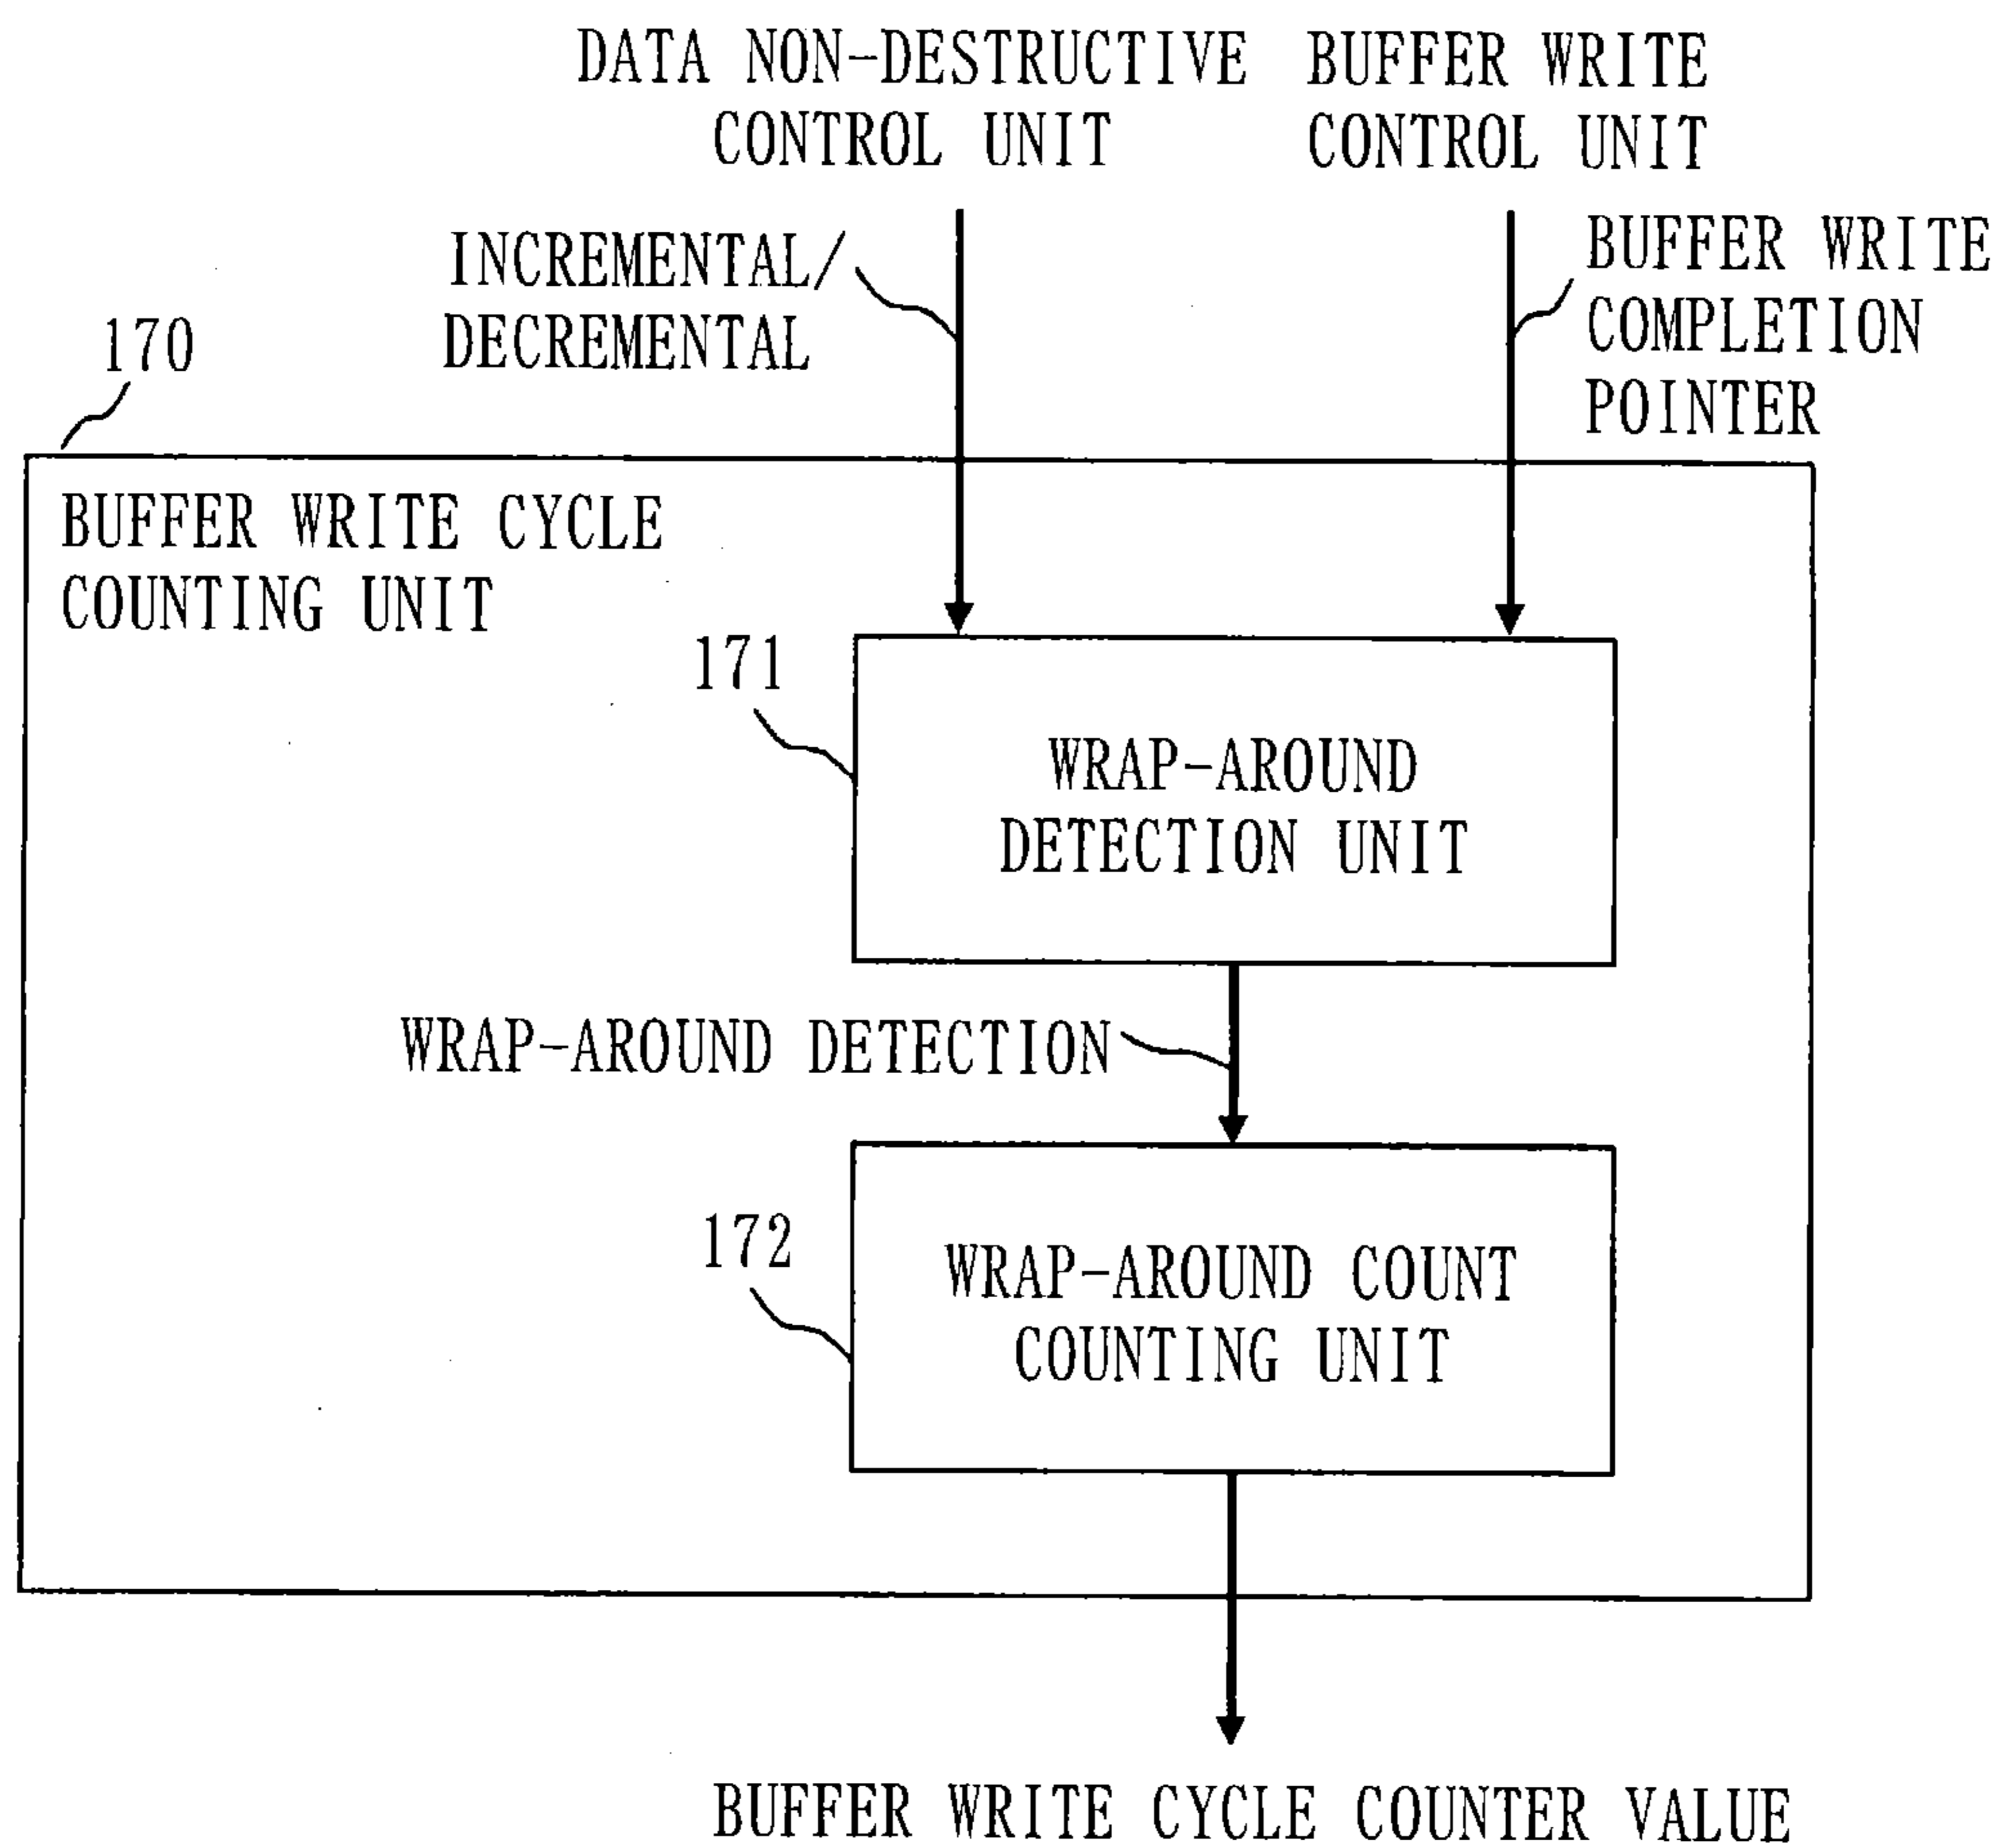 DATA NON-DESTRUCTIVE
CONTROL UNIT
BUFFER WRITE
CONTROL UNIT
INCREMENTAL/
DECREMENTAL
BUFFER WRITE
COMPLETION
POINTER
170
BUFFER WRITE CYCLE
COUNTING UNIT
171
WRAP-AROUND
DETECTION UNIT
WRAP-AROUND DETECTION
172
WRAP-AROUND COUNT
COUNTING UNIT
BUFFER WRITE CYCLE COUNTER VALUE